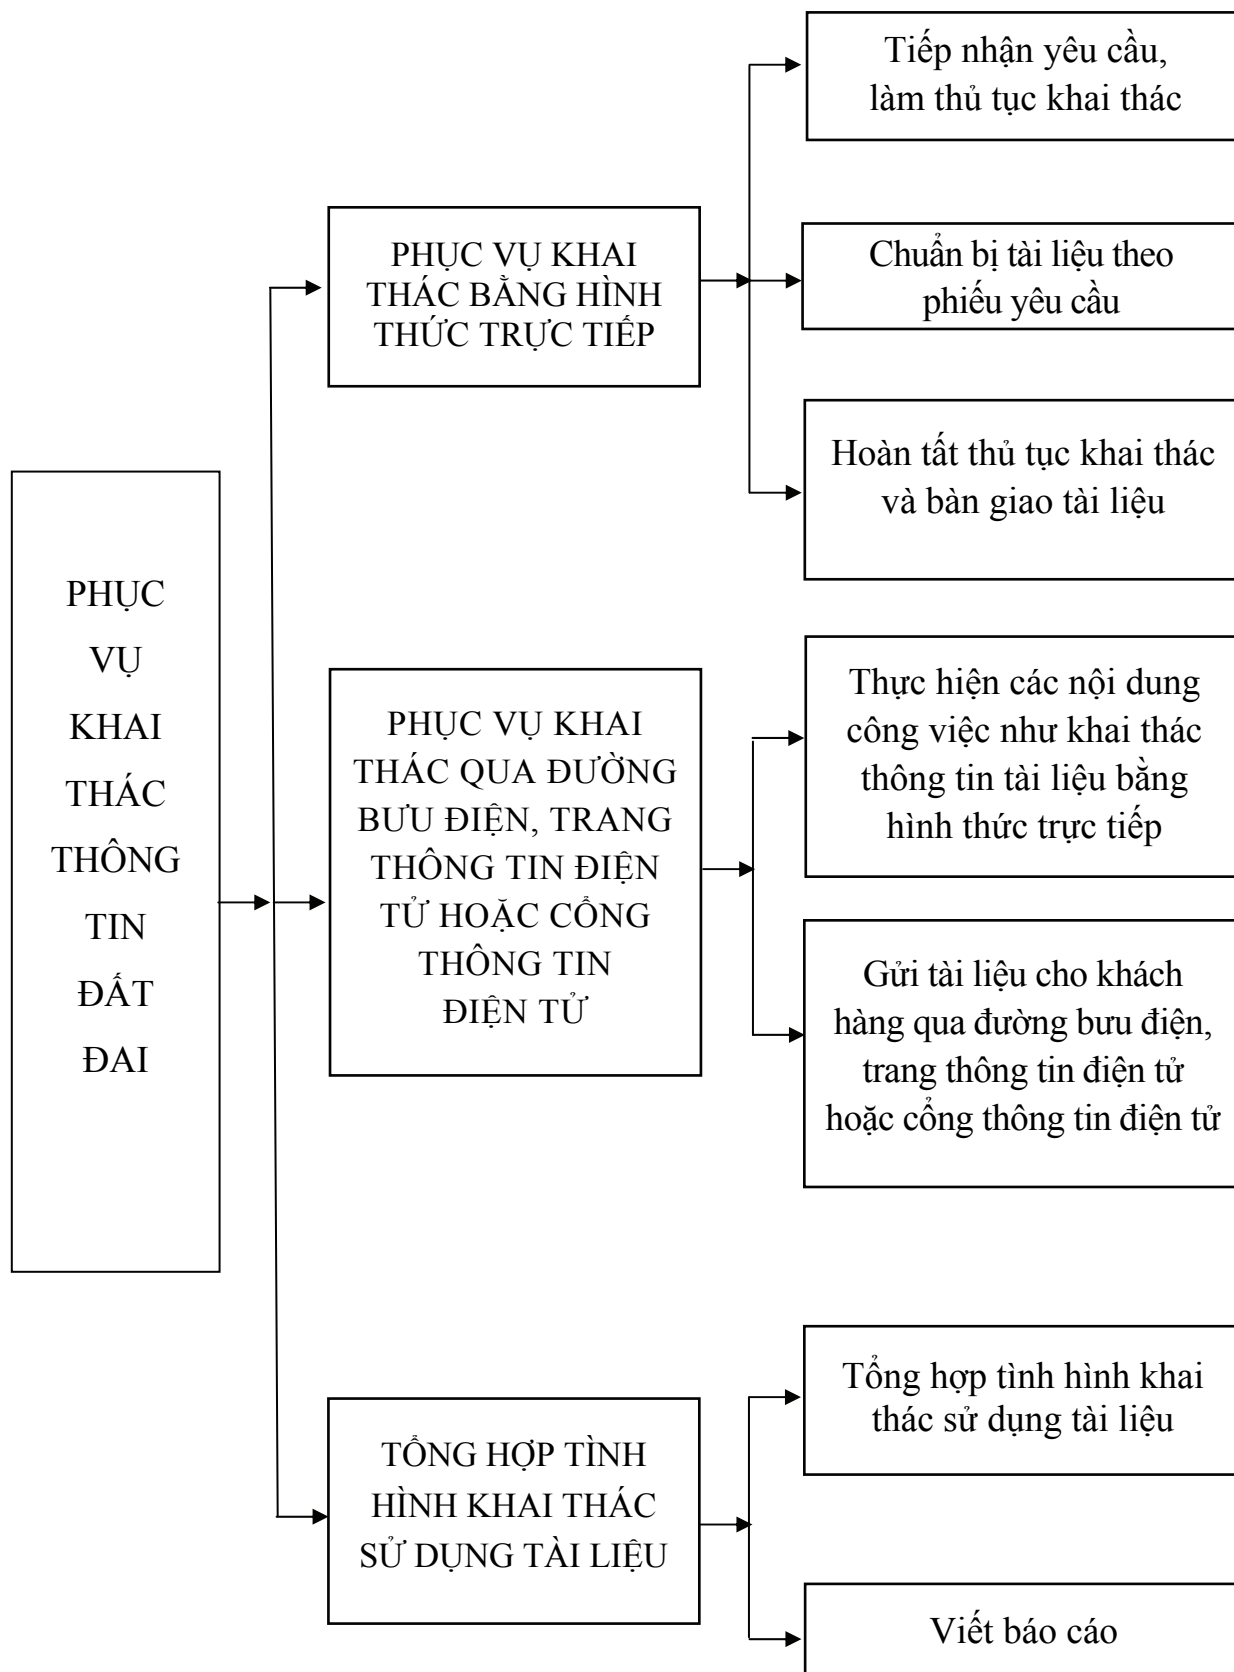 PHỤC
VỤ
KHAI
THÁC
THÔNG
TIN
ĐẤT
ĐAI
PHỤC VỤ KHAI
THÁC BẰNG HÌNH
THỨC TRỰC TIẾP
Tiếp nhận yêu cầu,
làm thủ tục khai thác
Chuẩn bị tài liệu theo
phiếu yêu cầu
Hoàn tất thủ tục khai thác
và bàn giao tài liệu
PHỤC VỤ KHAI
THÁC QUA ĐƯỜNG
BƯU ĐIỆN, TRANG
THÔNG TIN ĐIỆN
TỬ HOẶC CỔNG
THÔNG TIN
ĐIỆN TỬ
Thực hiện các nội dung
công việc như khai thác
thông tin tài liệu bằng
hình thức trực tiếp
Gửi tài liệu cho khách
hàng qua đường bưu điện,
trang thông tin điện tử
hoặc cổng thông tin điện tử
TỔNG HỢP TÌNH
HÌNH KHAI THÁC
SỬ DỤNG TÀI LIỆU
Tổng hợp tình hình khai
thác sử dụng tài liệu
Viết báo cáo